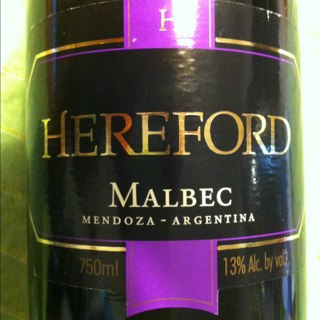 H
HEREFORD
MALBEC
MENDOZA - ARGENTINA
750ml 13% Alc. by vol.